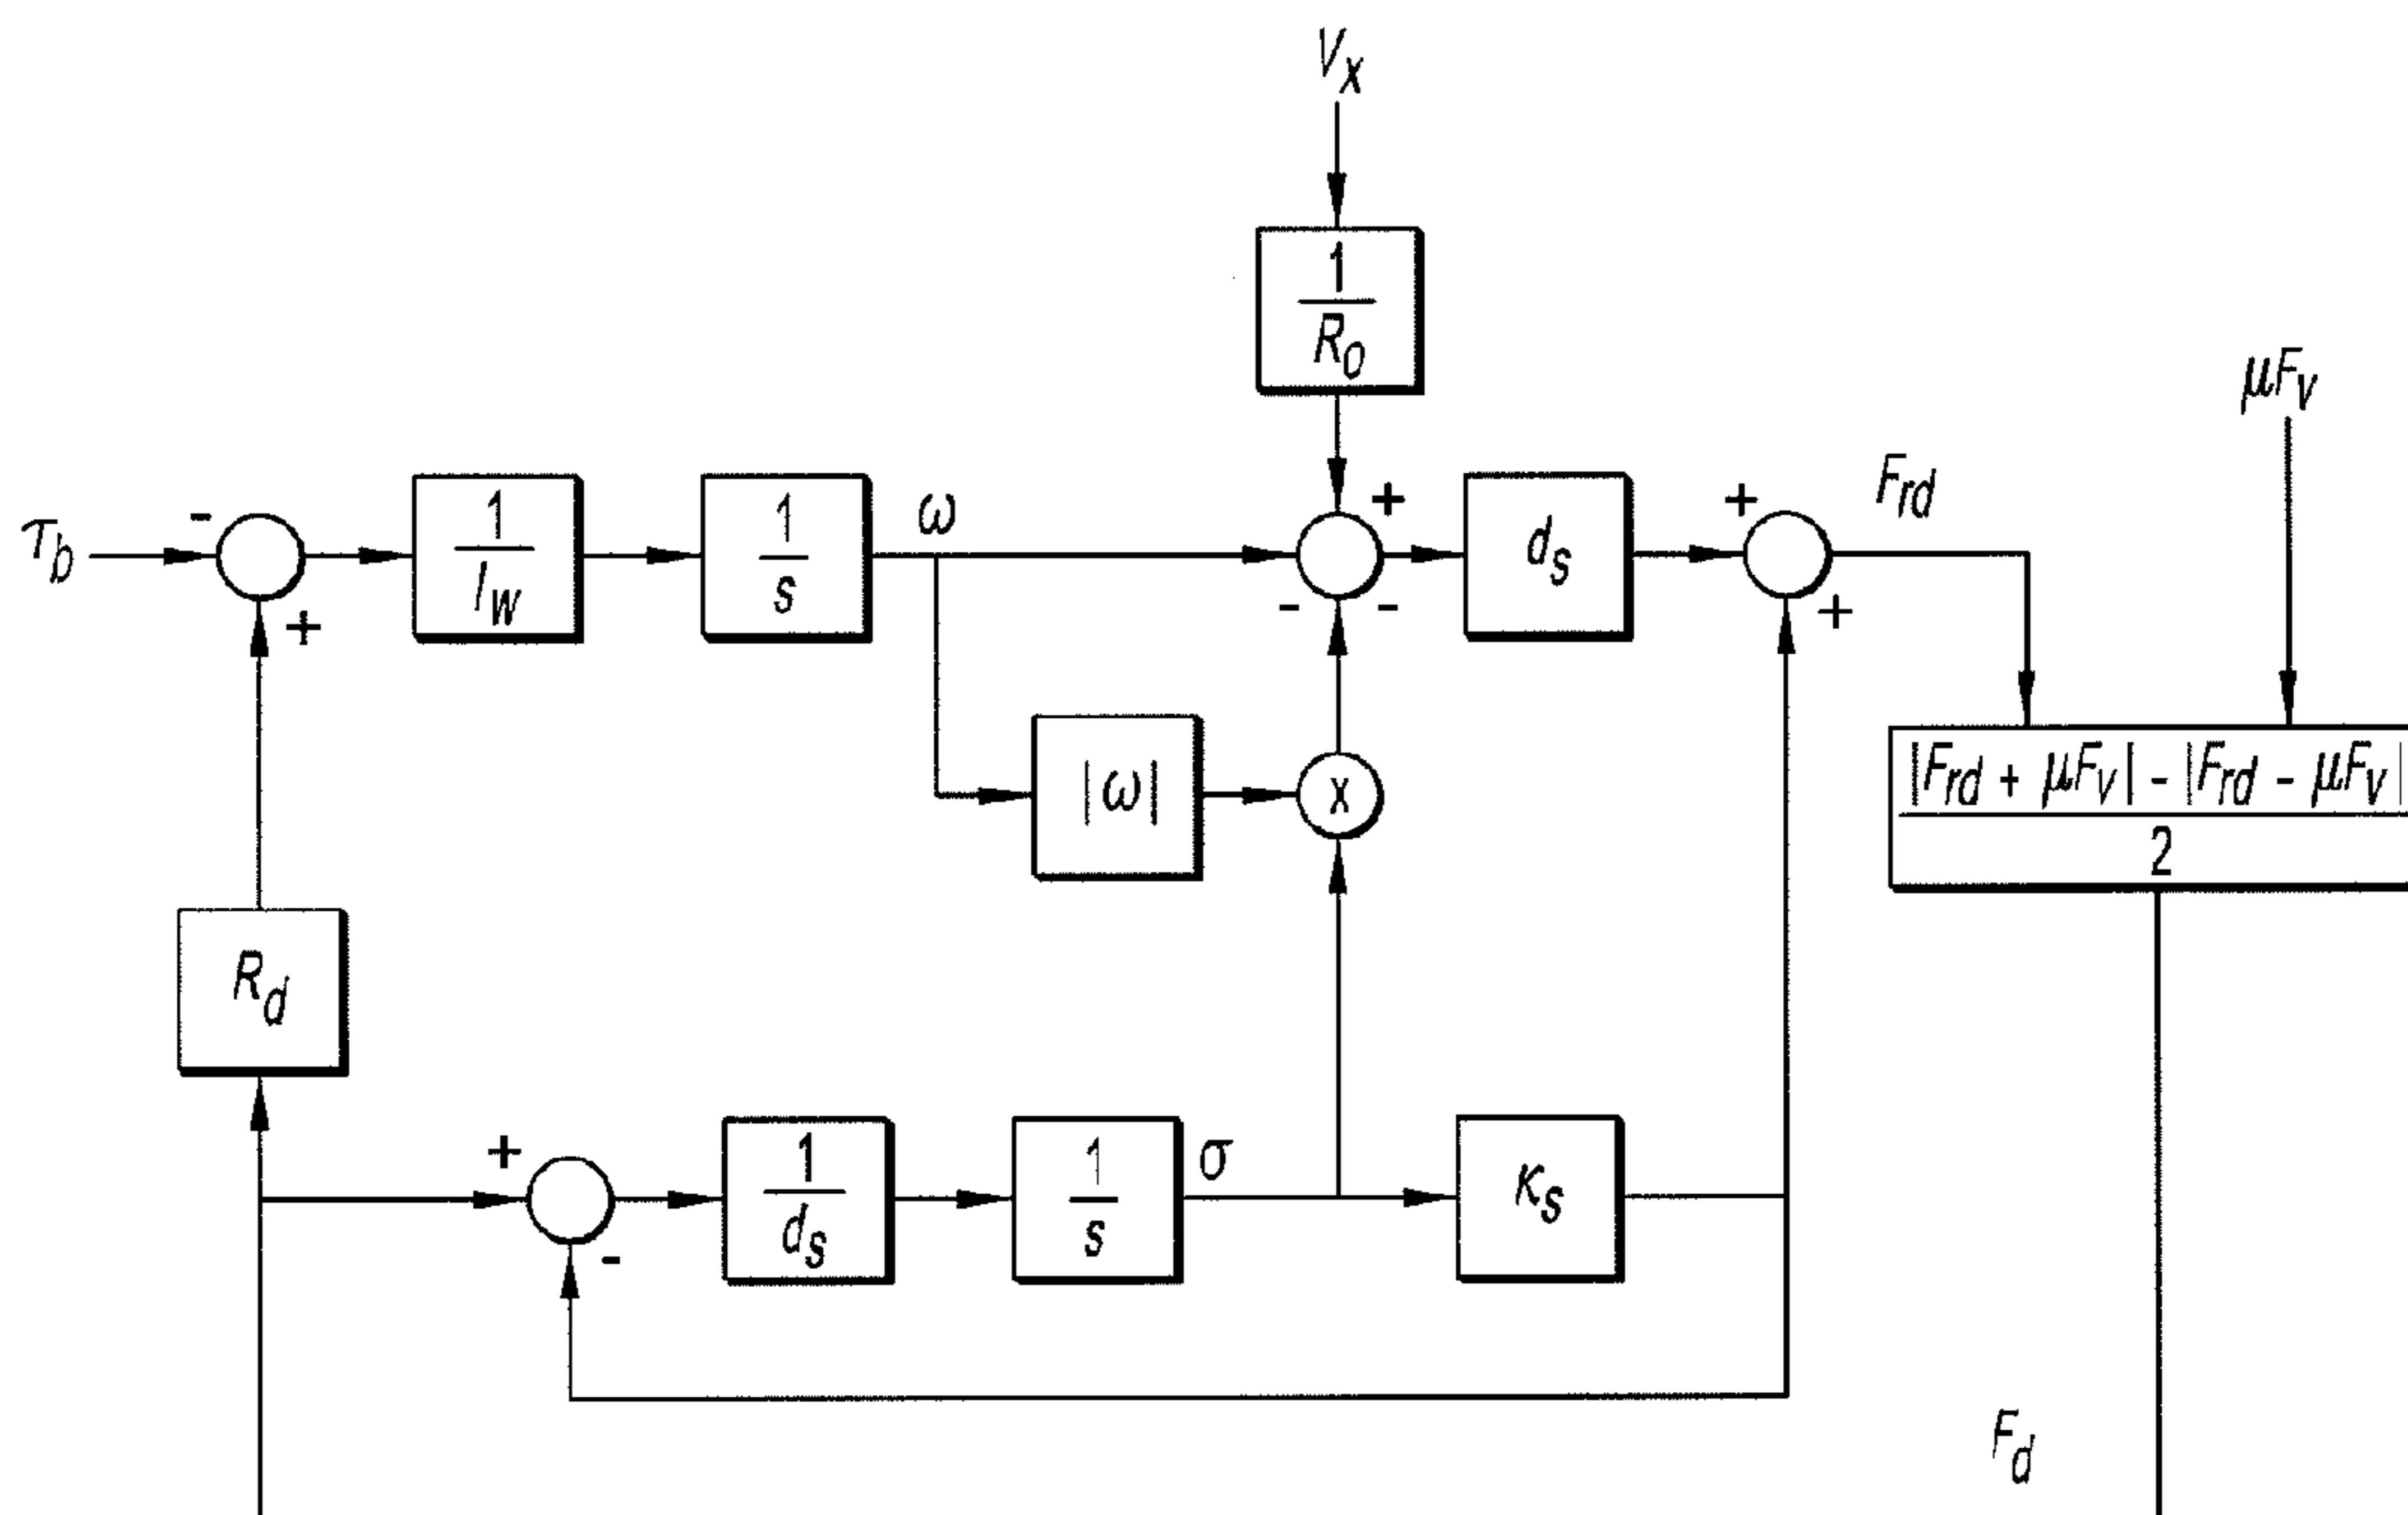 Vx
1
Ro
μFv
τb
-
+
1
Iw
1
s
ω
+
-
-
ds
+
+
Frd
|ω|
x
|Frd + μFv| - |Frd - μFv|
2
Rd
+
-
1
ds
1
s
σ
Ks
Fd